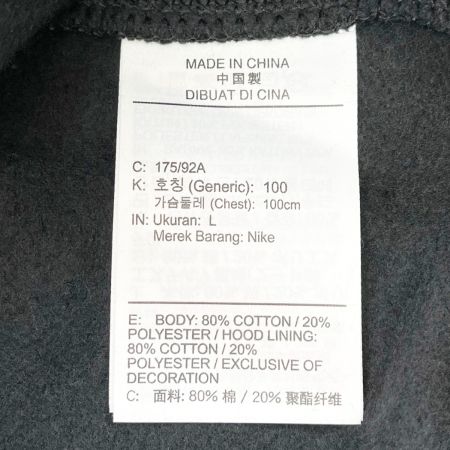 MADE IN CHINA
中国製
DIBUAT DI CINA
C: 175/92A
K: 호칭 (Generic): 100
가슴둘레 (Chest): 100cm
IN: Ukuran: L
Merek Barang: Nike
E: BODY: 80% COTTON / 20%
POLYESTER / HOOD LINING:
80% COTTON / 20%
POLYESTER / EXCLUSIVE OF
DECORATION
C: 面料: 80% 棉 / 20% 聚酯纤维